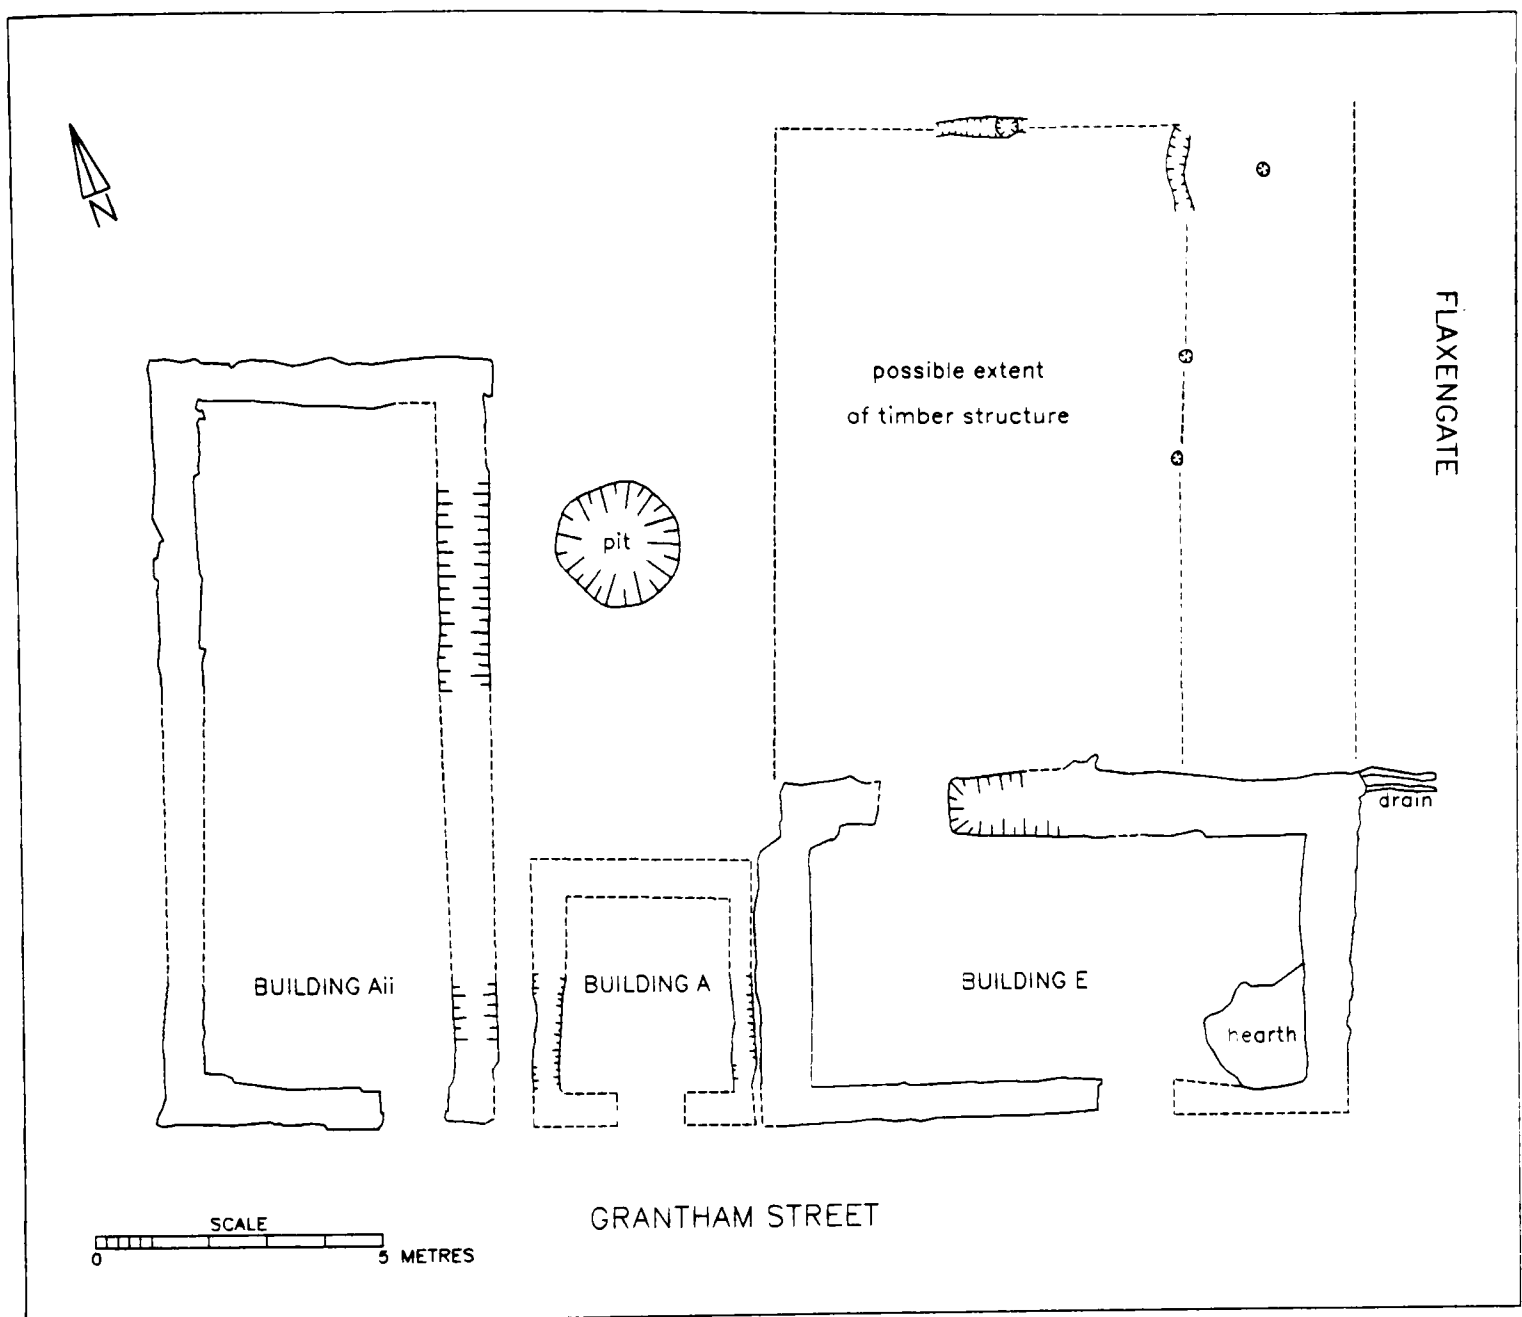 N
possible extent
of timber structure
FLAXENGATE
pit
drain
BUILDING Aii
BUILDING A
BUILDING E
hearth
GRANTHAM STREET
SCALE
0 5 METRES